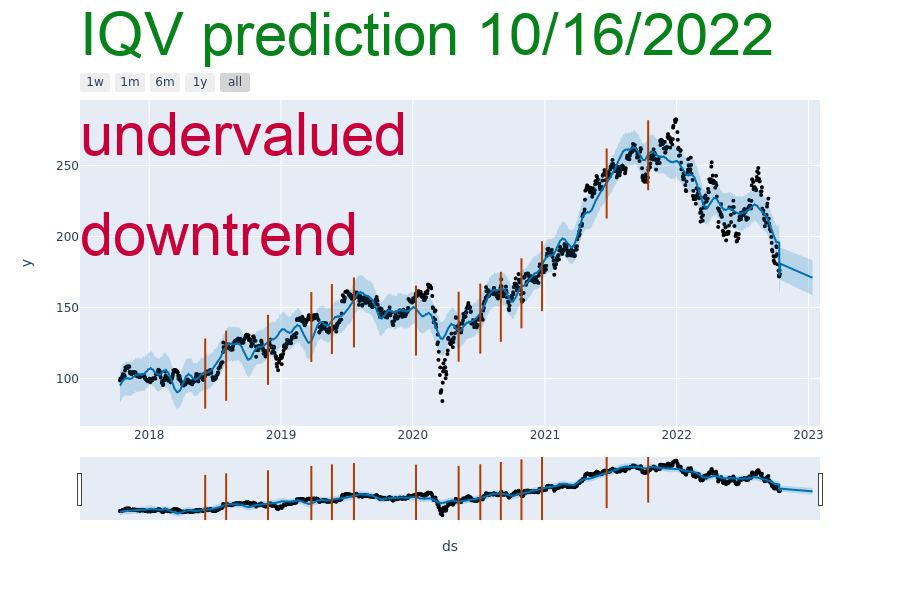 IQV prediction 10/16/2022
1w 1m 6m 1y all
undervalued
250
downtrend
200
y
150
100
2018 2019 2020 2021 2022 2023
ds